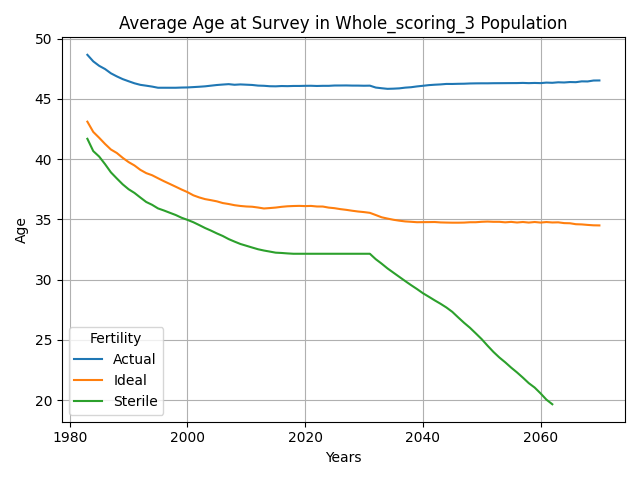 Average Age at Survey in Whole_scoring_3 Population
50
45
40
35
30
25
20
Age
Fertility
Actual
Ideal
Sterile
1980 2000 2020 2040 2060
Years